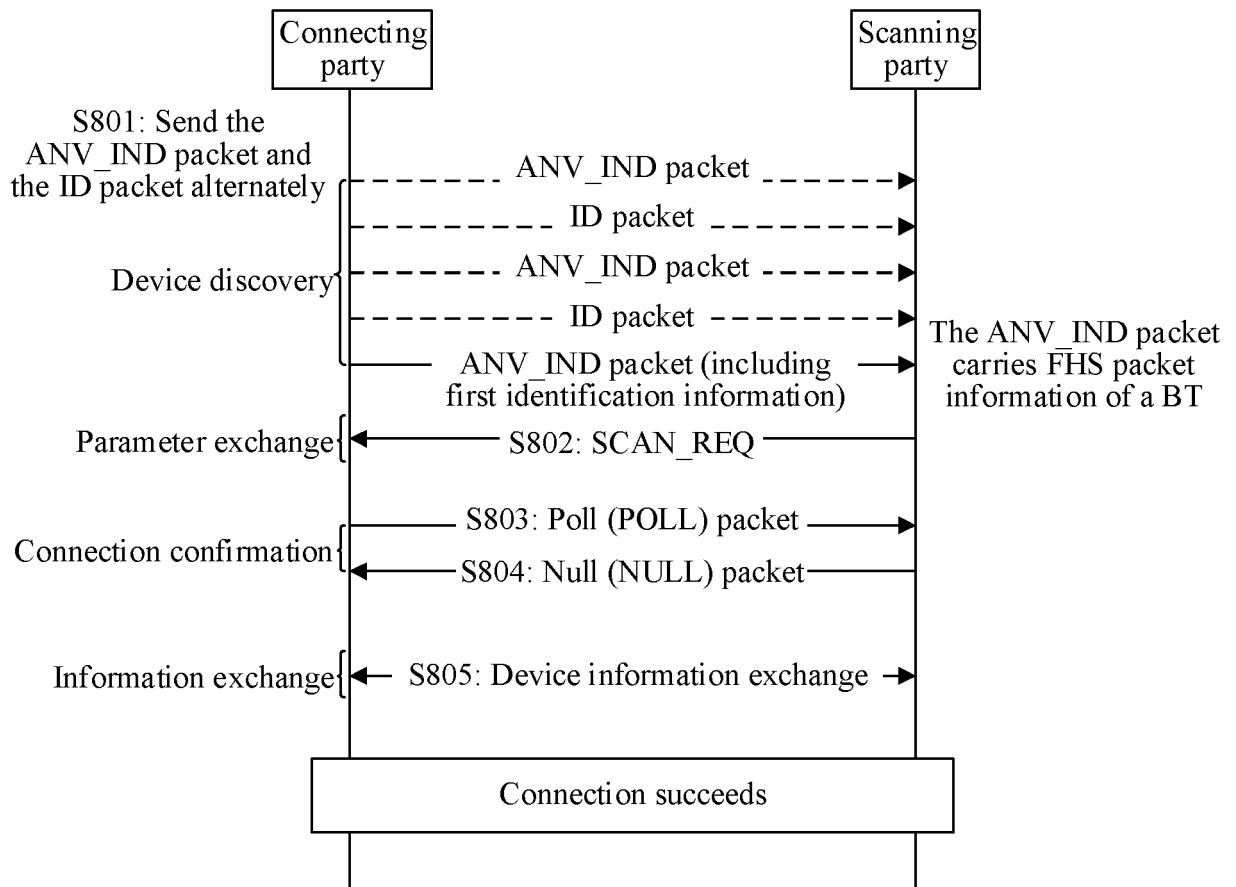 Connecting
party
Scanning
party
S801: Send the
ANV_IND packet and
the ID packet alternately
ANV_IND packet
ID packet
Device discovery
ANV_IND packet
ID packet
ANV_IND packet (including
first identification information)
The ANV_IND packet
carries FHS packet
information of a BT
Parameter exchange
S802: SCAN_REQ
S803: Poll (POLL) packet
Connection confirmation
S804: Null (NULL) packet
Information exchange
S805: Device information exchange
Connection succeeds